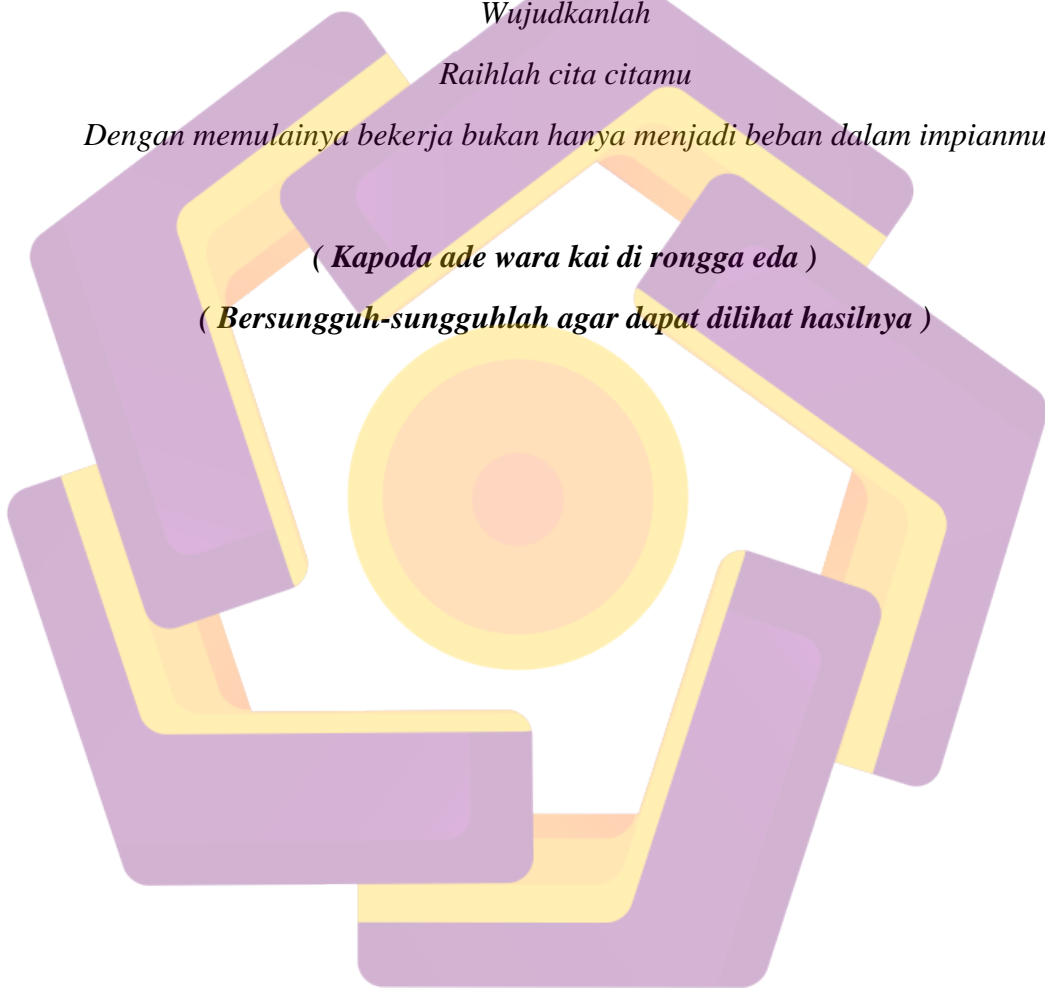 Wujudkanlah
Raihlah cita citamu
Dengan memulainya bekerja bukan hanya menjadi beban dalam impianmu
( Kapoda ade wara kai di rongga eda )
( Bersungguh-sungguhlah agar dapat dilihat hasilnya )